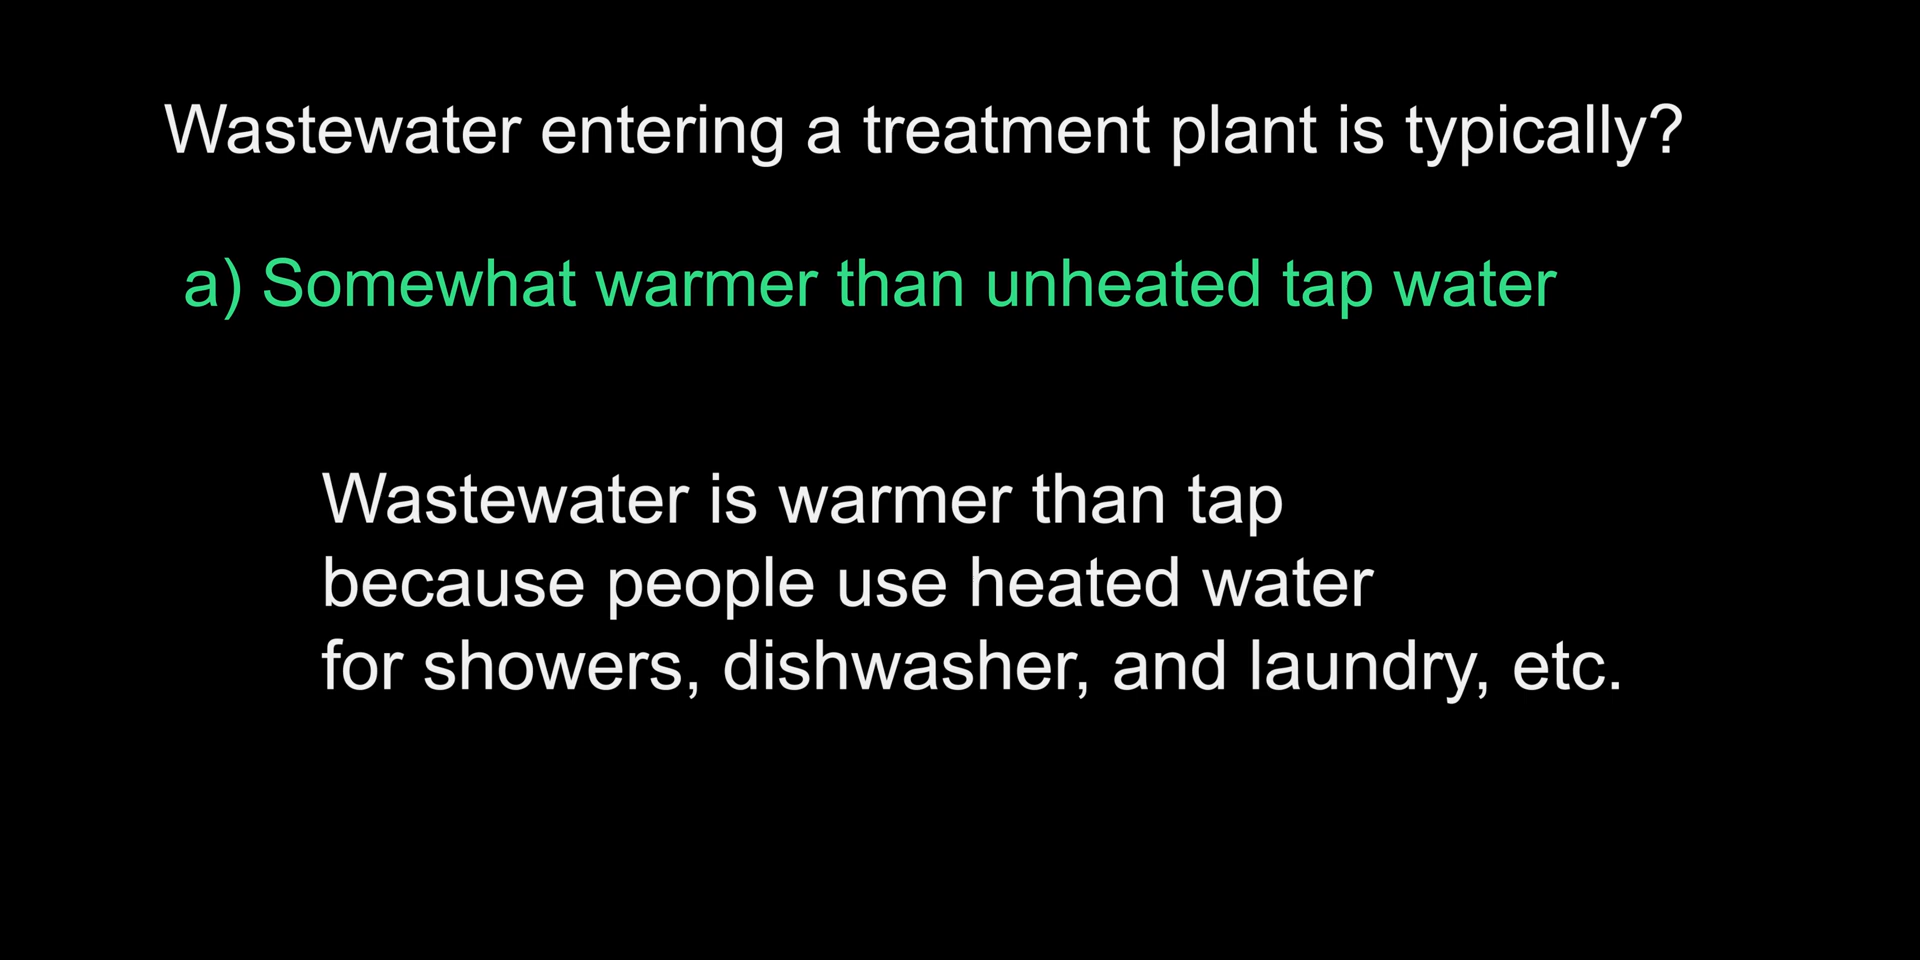 Wastewater entering a treatment plant is typically?
a) Somewhat warmer than unheated tap water
Wastewater is warmer than tap
because people use heated water
for showers, dishwasher, and laundry, etc.